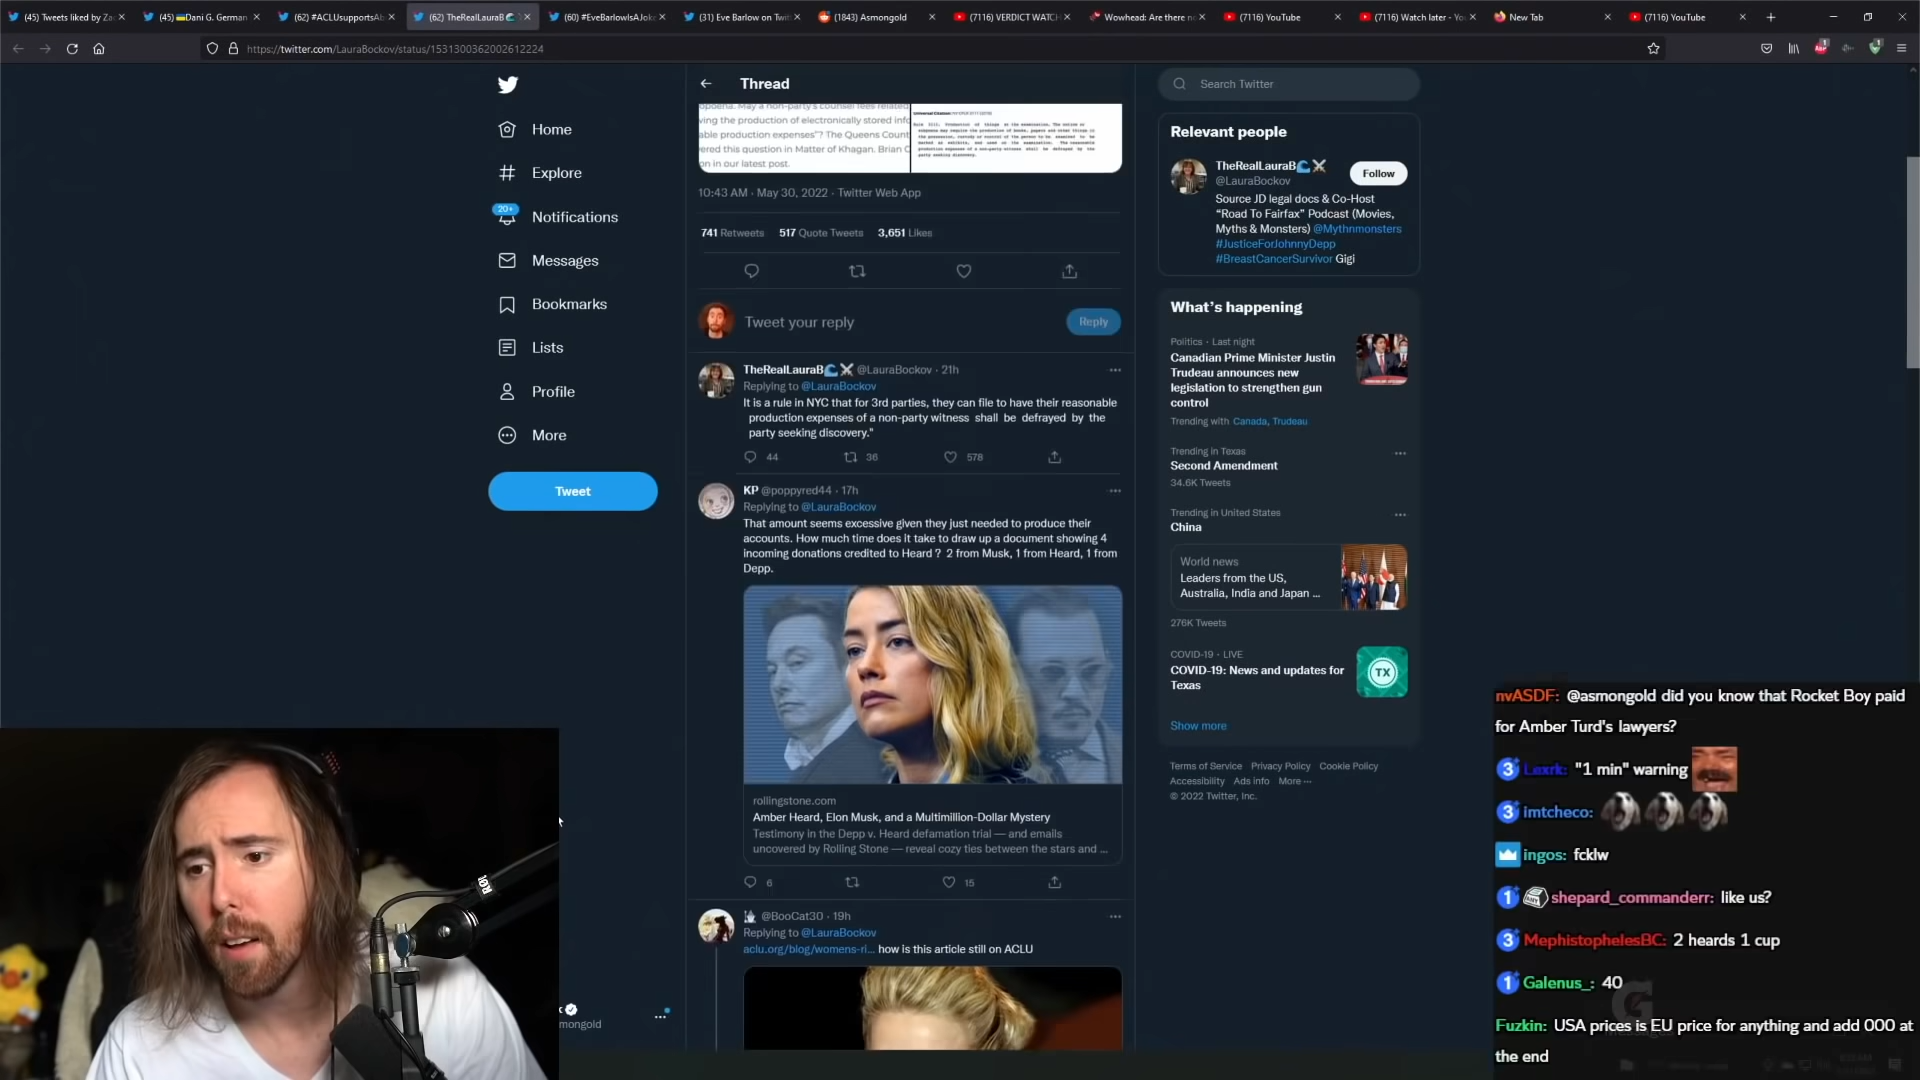 (45) Tweets liked by Za
(45) Dani G. German
(62) #ACLUsupportsAb
(62) TheRealLauraB
(60) #EveBarlowIsAJoke
(31) Eve Barlow on Twit
(1843) Asmongold
(7116) VERDICT WATCH
Wowhead: Are there n
(7116) YouTube
(7116) Watch later - Yo
New Tab
(7116) YouTube
https://twitter.com/LauraBockov/status/1531300362002612224
Home
Explore
20+
Notifications
Messages
Bookmarks
Lists
Profile
More
Tweet
Thread
opoena. May a non-party's counsel fees related
ving the production of electronically stored info
able production expenses"? The Queens Count
ered this question in Matter of Khagan. Brian C
on in our latest post.
10:43 AM · May 30, 2022 · Twitter Web App
741 Retweets 517 Quote Tweets 3,651 Likes
Tweet your reply
Reply
TheRealLauraB🌊⚔ @LauraBockov · 21h
Replying to @LauraBockov
It is a rule in NYC that for 3rd parties, they can file to have their reasonable
production expenses of a non-party witness shall be defrayed by the
party seeking discovery."
44 36 578
KP @poppyred44 · 17h
Replying to @LauraBockov
That amount seems excessive given they just needed to produce their
accounts. How much time does it take to draw up a document showing 4
incoming donations credited to Heard ? 2 from Musk, 1 from Heard, 1 from
Depp.
rollingstone.com
Amber Heard, Elon Musk, and a Multimillion-Dollar Mystery
Testimony in the Depp v. Heard defamation trial — and emails
uncovered by Rolling Stone — reveal cozy ties between the stars and ...
6 15
@BooCat30 · 19h
Replying to @LauraBockov
aclu.org/blog/womens-ri... how is this article still on ACLU
Search Twitter
Relevant people
TheRealLauraB🌊⚔
@LauraBockov
Follow
Source JD legal docs & Co-Host
"Road To Fairfax" Podcast (Movies,
Myths & Monsters) @Mythnmonsters
#JusticeForJohnnyDepp
#BreastCancerSurvivor Gigi
What's happening
Politics · Last night
Canadian Prime Minister Justin
Trudeau announces new
legislation to strengthen gun
control
Trending with Canada, Trudeau
Trending in Texas
Second Amendment
34.6K Tweets
Trending in United States
China
World news
Leaders from the US,
Australia, India and Japan ...
276K Tweets
COVID-19 · LIVE
COVID-19: News and updates for
Texas
TX
Show more
Terms of Service Privacy Policy Cookie Policy
Accessibility Ads info More ···
© 2022 Twitter, Inc.
mongold
nvASDF: @asmongold did you know that Rocket Boy paid
for Amber Turd's lawyers?
3 Lexrk: "1 min" warning
3 imtcheco:
ingos: fcklw
1 shepard_commanderr: like us?
3 MephistophelesBC: 2 heards 1 cup
1 Galenus_: 40
Fuzkin: USA prices is EU price for anything and add 000 at
the end